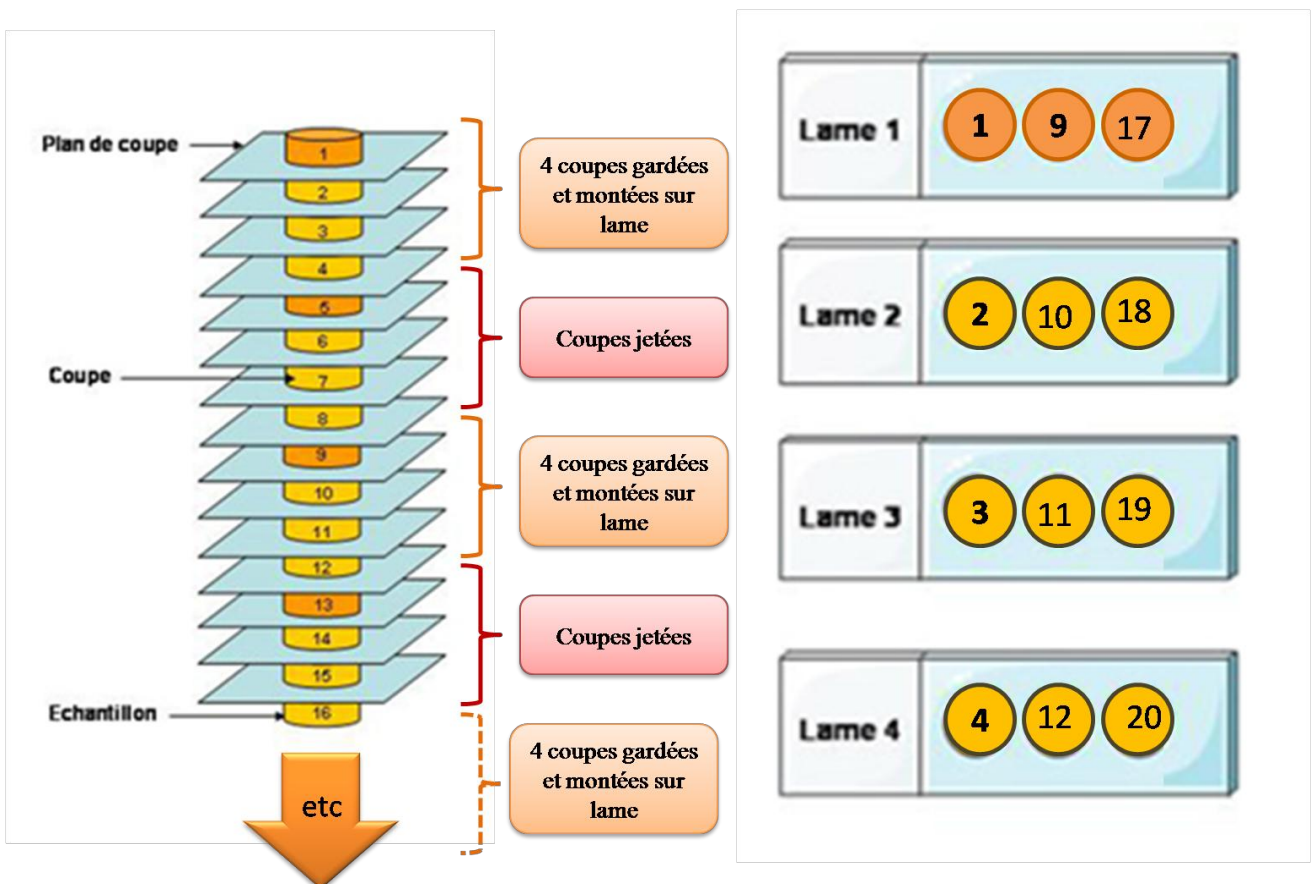 Plan de coupe
1
2
3
4
5
6
Coupe
7
8
9
10
11
12
13
14
15
Echantillon
16
etc
4 coupes gardées
et montées sur
lame
Coupes jetées
4 coupes gardées
et montées sur
lame
Coupes jetées
4 coupes gardées
et montées sur
lame
Lame 1
1 9 17
Lame 2
2 10 18
Lame 3
3 11 19
Lame 4
4 12 20